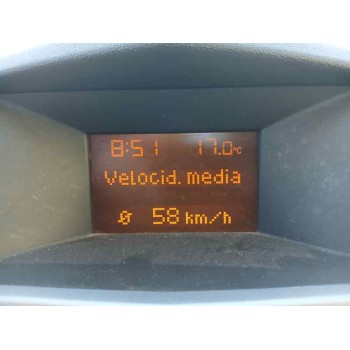 8:51 17.0°C
Velocid. media
Ø 58 km/h